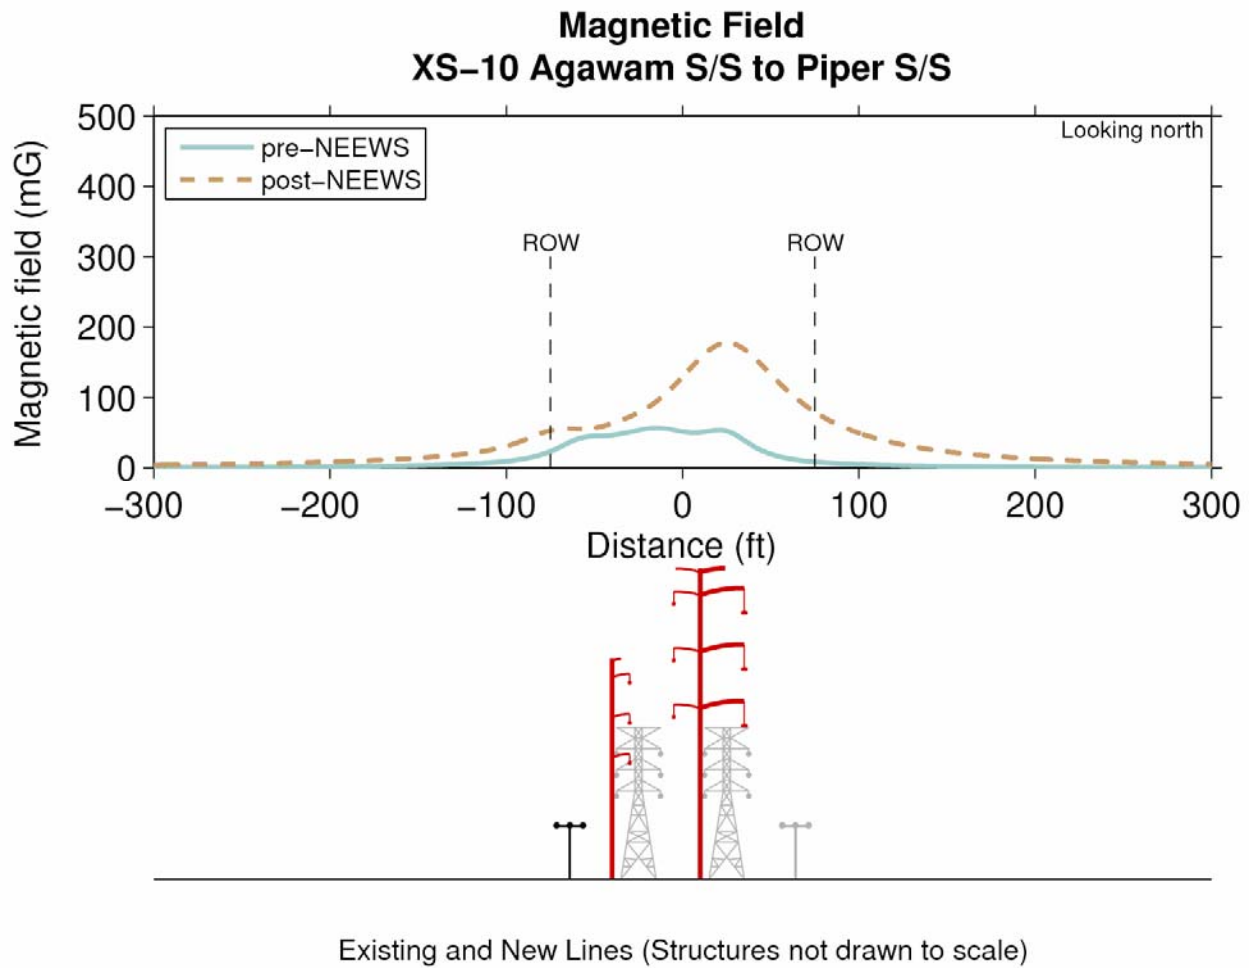 Magnetic Field
XS–10 Agawam S/S to Piper S/S
Magnetic field (mG)
500
400
300
200
100
0
pre–NEEWS
post–NEEWS
Looking north
ROW
ROW
–300
–200
–100
0
100
200
300
Distance (ft)
Existing and New Lines (Structures not drawn to scale)